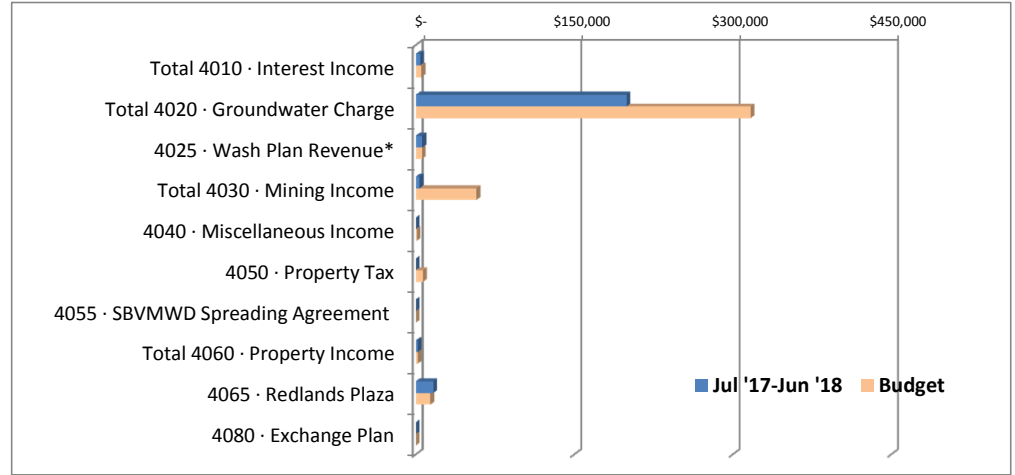 $- $150,000 $300,000 $450,000
Total 4010 · Interest Income
Total 4020 · Groundwater Charge
4025 · Wash Plan Revenue*
Total 4030 · Mining Income
4040 · Miscellaneous Income
4050 · Property Tax
4055 · SBVMWD Spreading Agreement
Total 4060 · Property Income
4065 · Redlands Plaza
4080 · Exchange Plan
Jul '17-Jun '18 Budget